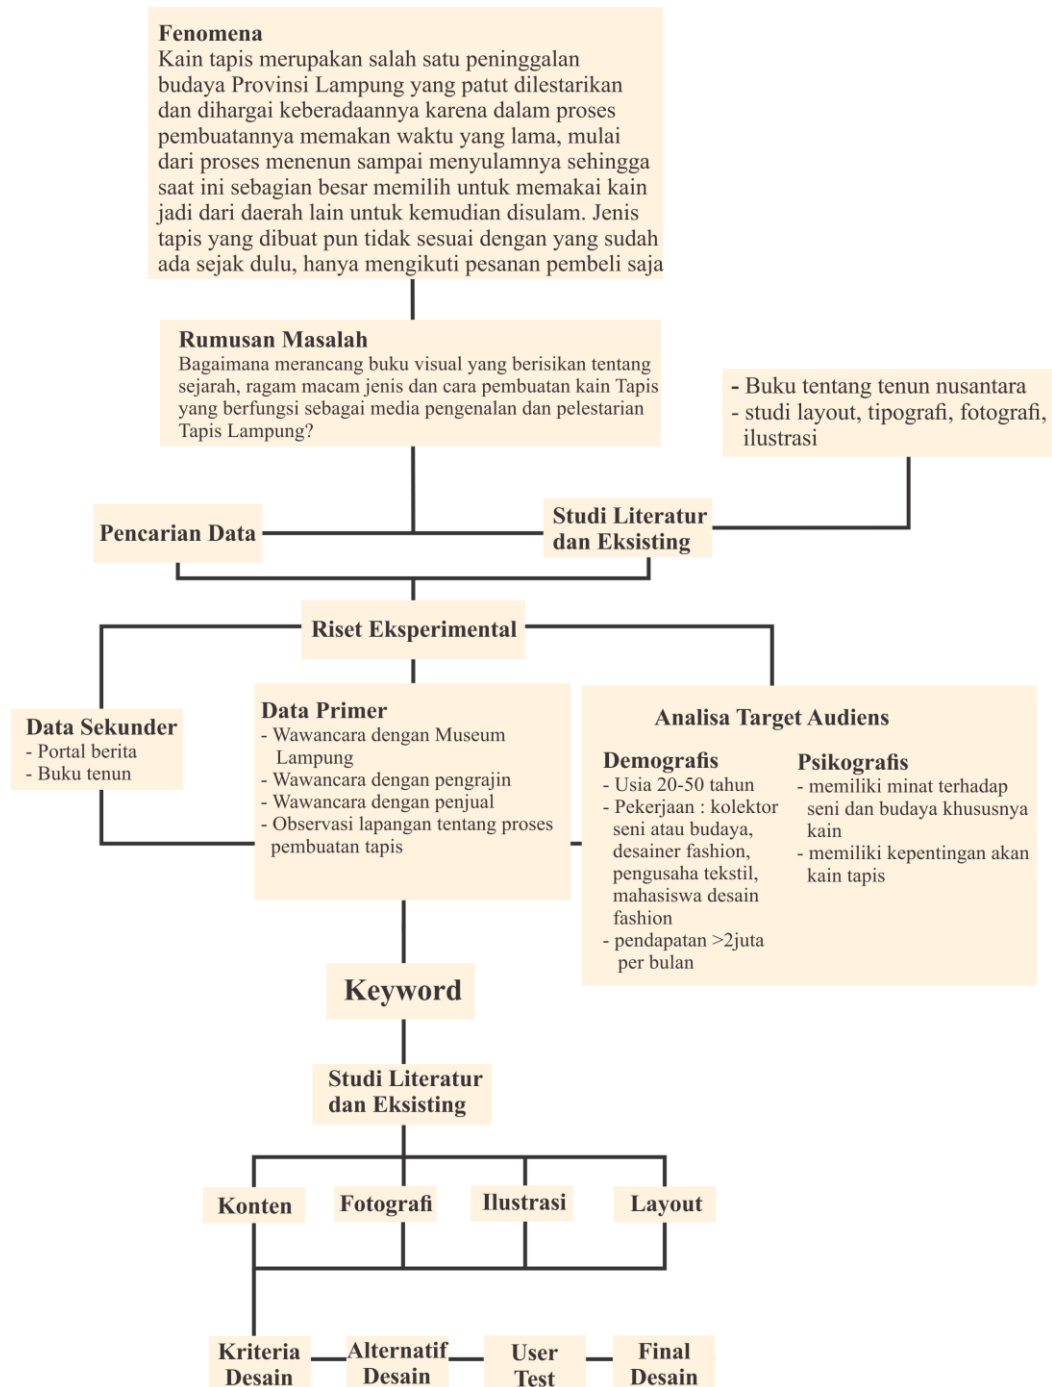 Fenomena
Kain tapis merupakan salah satu peninggalan
budaya Provinsi Lampung yang patut dilestarikan
dan dihargai keberadaannya karena dalam proses
pembuatannya memakan waktu yang lama, mulai
dari proses menenun sampai menyulamnya sehingga
saat ini sebagian besar memilih untuk memakai kain
jadi dari daerah lain untuk kemudian disulam. Jenis
tapis yang dibuat pun tidak sesuai dengan yang sudah
ada sejak dulu, hanya mengikuti pesanan pembeli saja
Rumusan Masalah
Bagaimana merancang buku visual yang berisikan tentang
sejarah, ragam macam jenis dan cara pembuatan kain Tapis
yang berfungsi sebagai media pengenalan dan pelestarian
Tapis Lampung?
- Buku tentang tenun nusantara
- studi layout, tipografi, fotografi,
ilustrasi
Pencarian Data
Studi Literatur
dan Eksisting
Riset Eksperimental
Data Sekunder
- Portal berita
- Buku tenun
Data Primer
- Wawancara dengan Museum
Lampung
- Wawancara dengan pengrajin
- Wawancara dengan penjual
- Observasi lapangan tentang proses
pembuatan tapis
Analisa Target Audiens
Demografis
- Usia 20-50 tahun
- Pekerjaan : kolektor
seni atau budaya,
desainer fashion,
pengusaha tekstil,
mahasiswa desain
fashion
- pendapatan >2juta
per bulan
Psikografis
- memiliki minat terhadap
seni dan budaya khususnya
kain
- memiliki kepentingan akan
kain tapis
Keyword
Studi Literatur
dan Eksisting
Konten
Fotografi
Ilustrasi
Layout
Kriteria
Desain
Alternatif
Desain
User
Test
Final
Desain